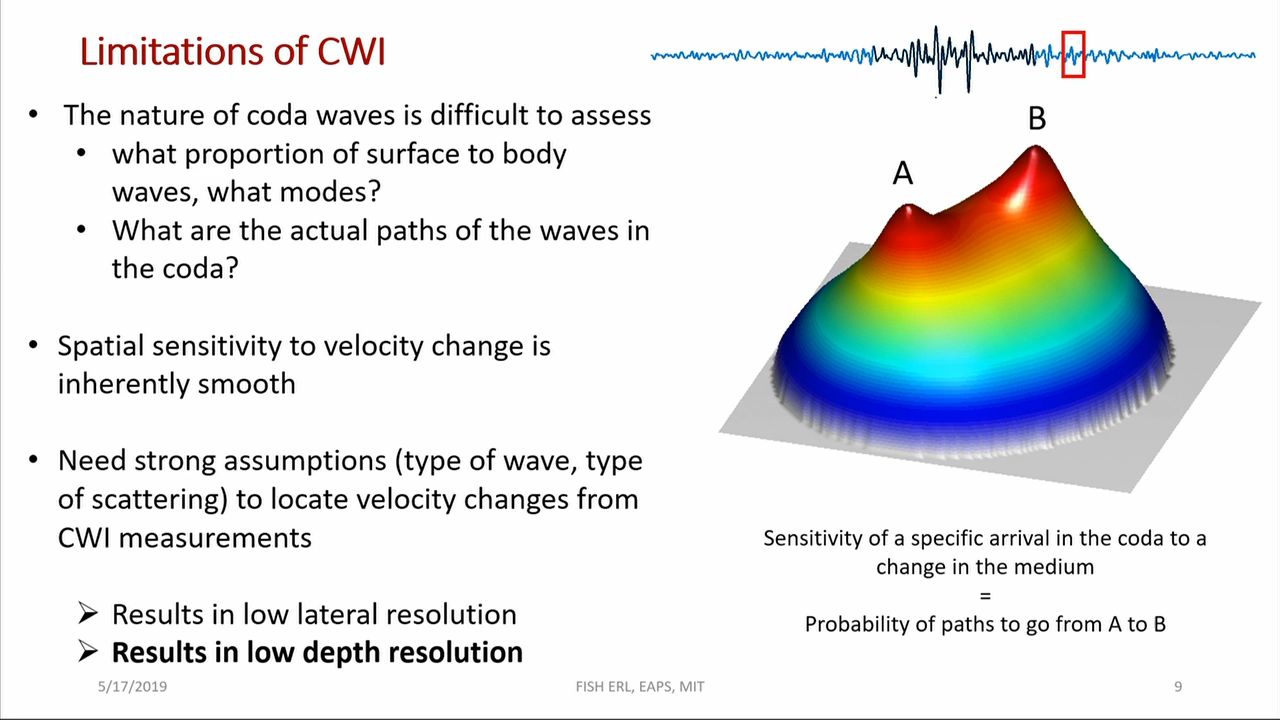 Limitations of CWI
• The nature of coda waves is difficult to assess
• what proportion of surface to body
waves, what modes?
• What are the actual paths of the waves in
the coda?
• Spatial sensitivity to velocity change is
inherently smooth
• Need strong assumptions (type of wave, type
of scattering) to locate velocity changes from
CWI measurements
➢ Results in low lateral resolution
➢ Results in low depth resolution
A
B
Sensitivity of a specific arrival in the coda to a
change in the medium
=
Probability of paths to go from A to B
5/17/2019
FISH ERL, EAPS, MIT
9